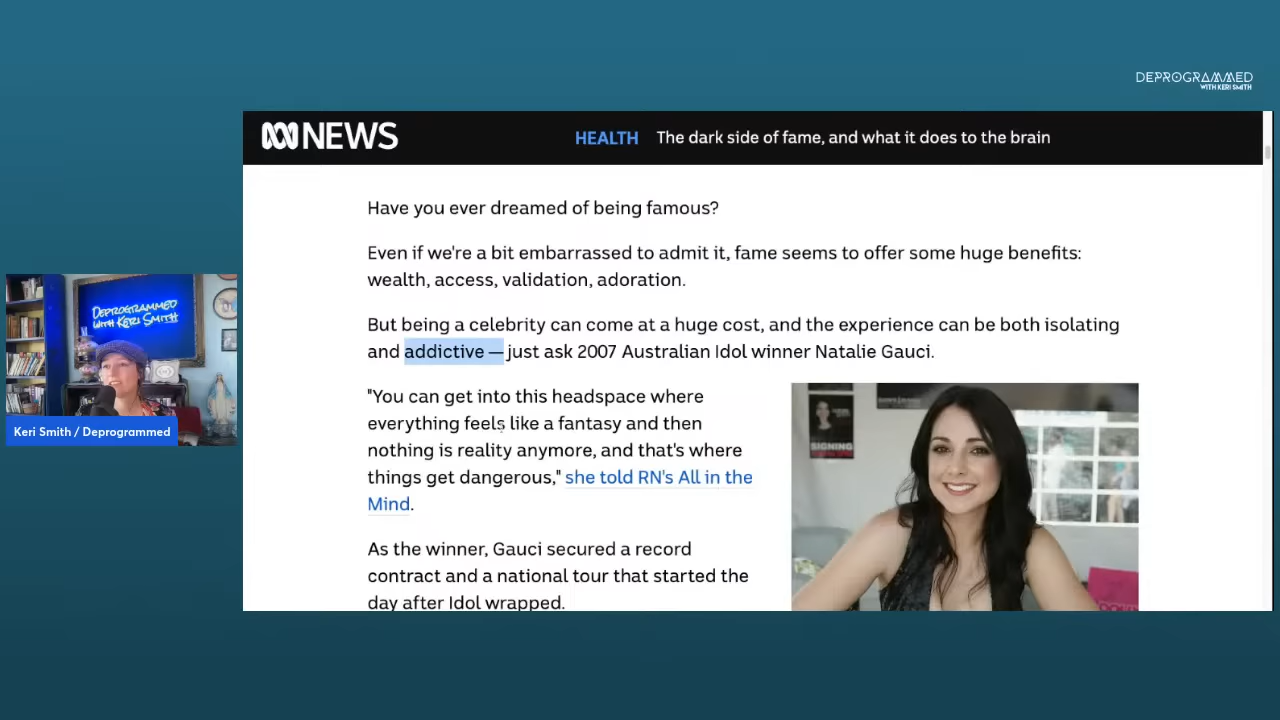 DEPROGRAMMED
WITH KERI SMITH
NEWS
HEALTH The dark side of fame, and what it does to the brain
Have you ever dreamed of being famous?
Even if we're a bit embarrassed to admit it, fame seems to offer some huge benefits:
wealth, access, validation, adoration.
But being a celebrity can come at a huge cost, and the experience can be both isolating
and addictive — just ask 2007 Australian Idol winner Natalie Gauci.
"You can get into this headspace where
everything feels like a fantasy and then
nothing is reality anymore, and that's where
things get dangerous," she told RN's All in the
Mind.
As the winner, Gauci secured a record
contract and a national tour that started the
day after Idol wrapped.
SIGNING
DEPROGRAMMED
WITH KERI SMITH
Keri Smith / Deprogrammed